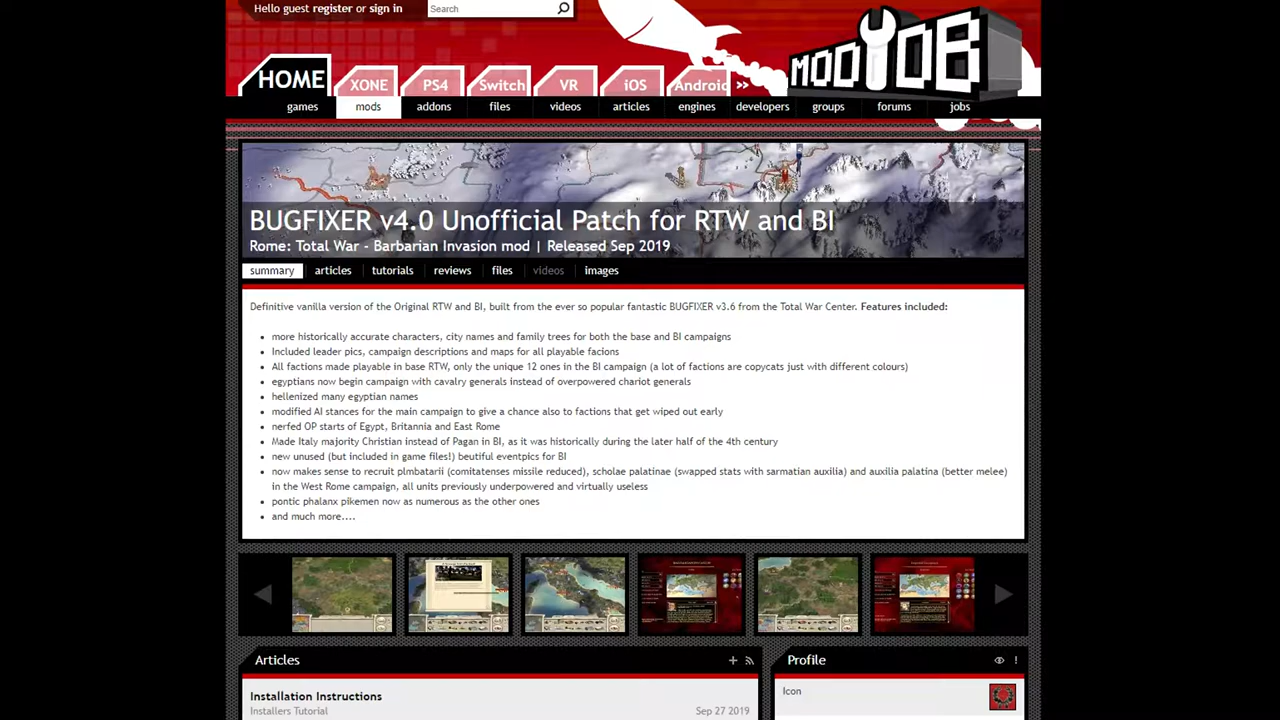 Hello guest register or sign in
Search
MODDB
HOME
XONE
PS4
Switch
VR
iOS
Android
»
games
mods
addons
files
videos
articles
engines
developers
groups
forums
jobs
BUGFIXER v4.0 Unofficial Patch for RTW and BI
Rome: Total War - Barbarian Invasion mod | Released Sep 2019
summary
articles
tutorials
reviews
files
videos
images
Definitive vanilla version of the Original RTW and BI, built from the ever so popular fantastic BUGFIXER v3.6 from the Total War Center. Features included:
• more historically accurate characters, city names and family trees for both the base and BI campaigns
• Included leader pics, campaign descriptions and maps for all playable facions
• All factions made playable in base RTW, only the unique 12 ones in the BI campaign (a lot of factions are copycats just with different colours)
• egyptians now begin campaign with cavalry generals instead of overpowered chariot generals
• hellenized many egyptian names
• modified AI stances for the main campaign to give a chance also to factions that get wiped out early
• nerfed OP starts of Egypt, Britannia and East Rome
• Made Italy majority Christian instead of Pagan in BI, as it was historically during the later half of the 4th century
• new unused (but included in game files!) beutiful eventpics for BI
• now makes sense to recruit plmbatarii (comitatenses missile reduced), scholae palatinae (swapped stats with sarmatian auxilia) and auxilia palatina (better melee)
in the West Rome campaign, all units previously underpowered and virtually useless
• pontic phalanx pikemen now as numerous as the other ones
• and much more....
Articles
Installation Instructions
Installers Tutorial
Sep 27 2019
Profile
Icon